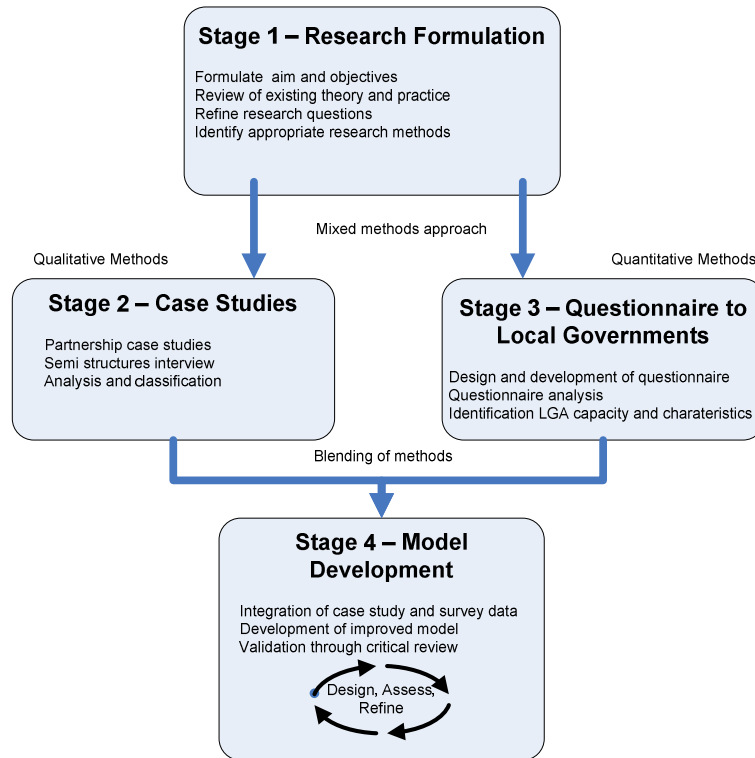 Stage 1 – Research Formulation
Formulate aim and objectives
Review of existing theory and practice
Refine research questions
Identify appropriate research methods
Mixed methods approach
Qualitative Methods
Quantitative Methods
Stage 2 – Case Studies
Partnership case studies
Semi structures interview
Analysis and classification
Stage 3 – Questionnaire to
Local Governments
Design and development of questionnaire
Questionnaire analysis
Identification LGA capacity and charateristics
Blending of methods
Stage 4 – Model
Development
Integration of case study and survey data
Development of improved model
Validation through critical review
Design, Assess,
Refine